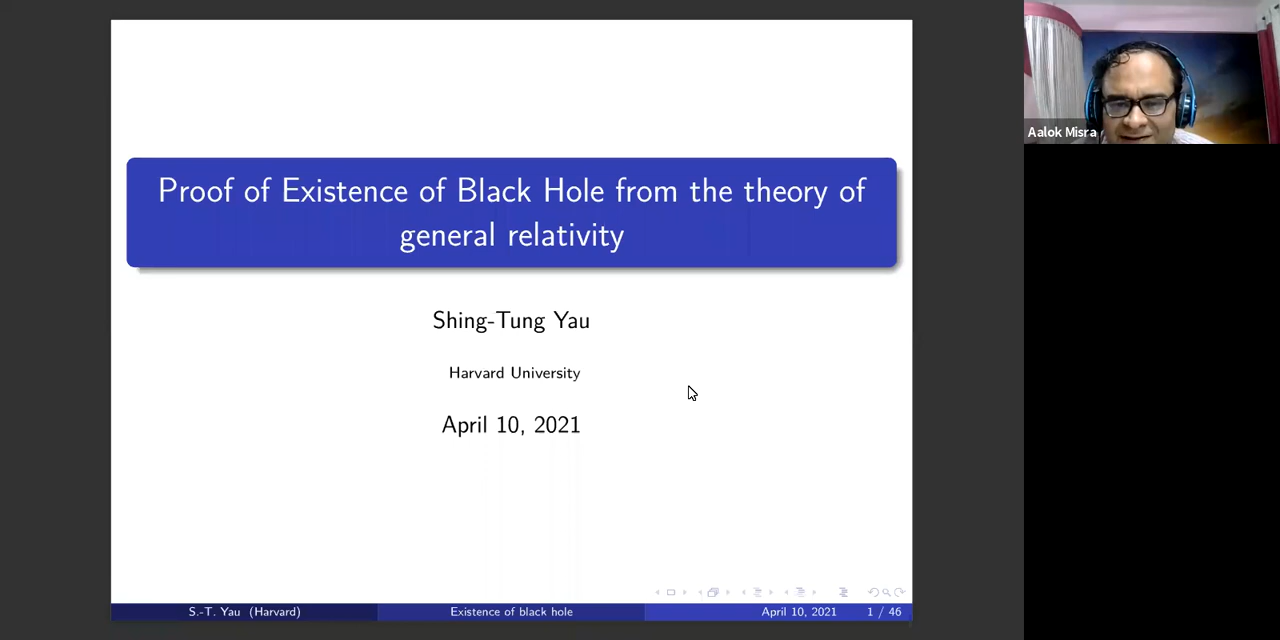 Proof of Existence of Black Hole from the theory of
general relativity
Shing-Tung Yau
Harvard University
April 10, 2021
S.-T. Yau (Harvard)
Existence of black hole
April 10, 2021
1 / 46
Aalok Misra